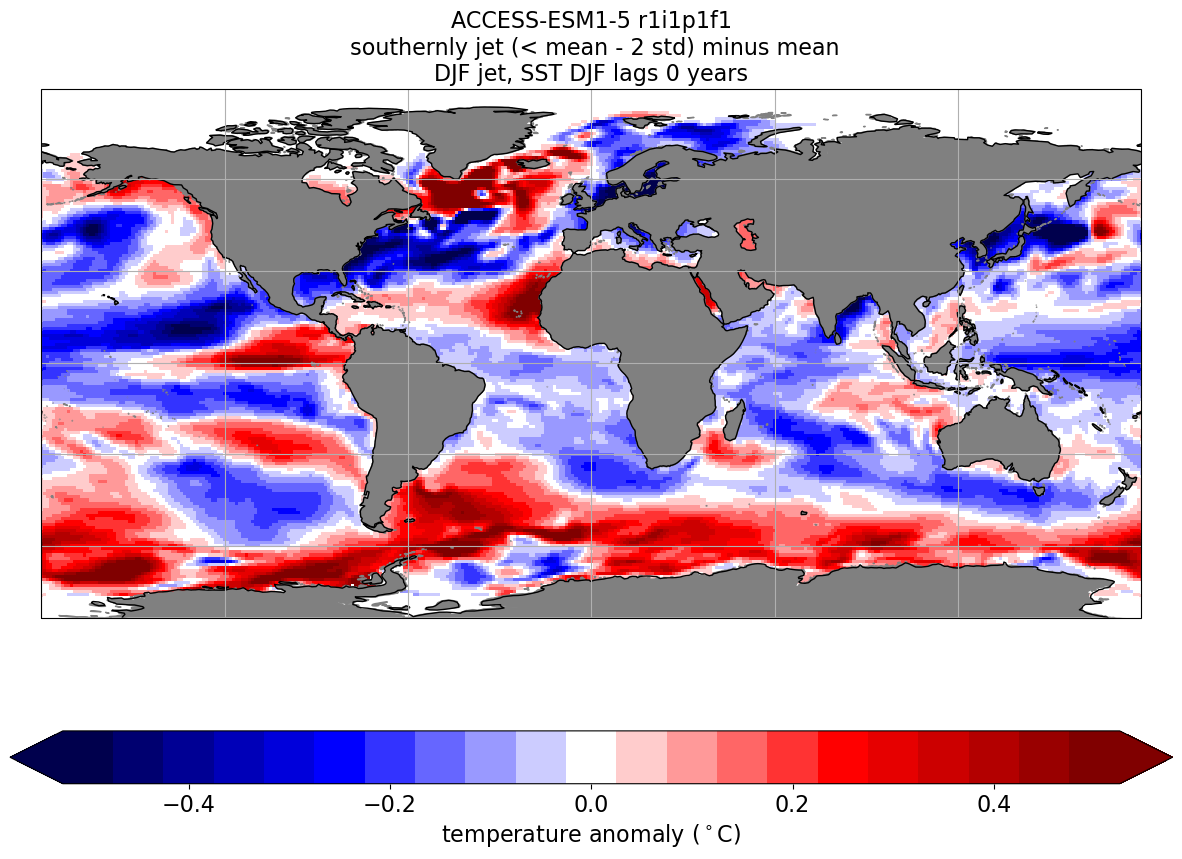 ACCESS-ESM1-5 r1i1p1f1
southernly jet (< mean - 2 std) minus mean
DJF jet, SST DJF lags 0 years
−0.4 −0.2 0.0 0.2 0.4
temperature anomaly (°C)